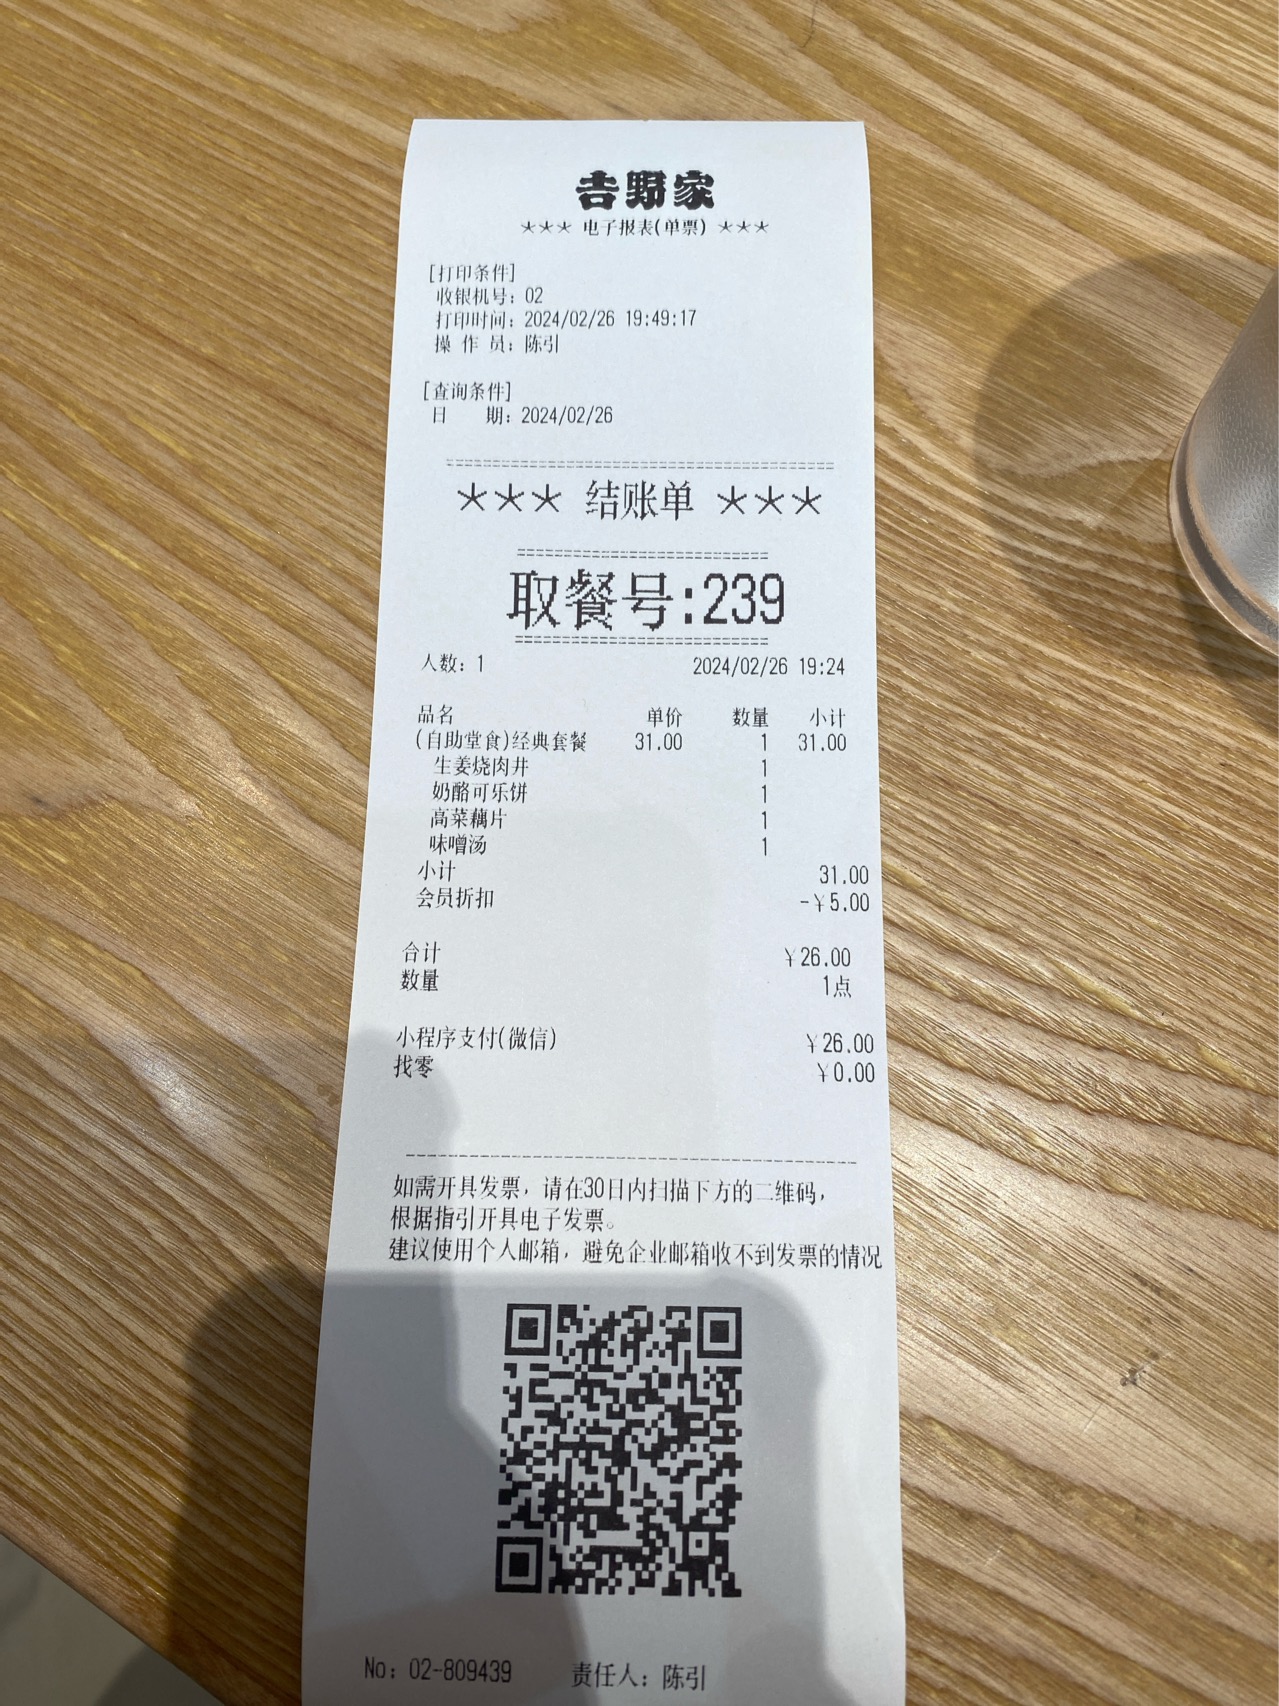 吉野家
*** 电子报表(单票) ***
[打印条件]
收银机号：02
打印时间：2024/02/26 19:49:17
操 作 员：陈引
[查询条件]
日 期：2024/02/26
*** 结账单 ***
取餐号:239
人数：1 2024/02/26 19:24
品名 单价 数量 小计
(自助堂食)经典套餐 31.00 1 31.00
生姜烧肉井 1
奶酪可乐饼 1
高菜藕片 1
味噌汤 1
小计 31.00
会员折扣 -￥5.00
合计 ￥26.00
数量 1点
小程序支付(微信) ￥26.00
找零 ￥0.00
如需开具发票，请在30日内扫描下方的二维码，
根据指引开具电子发票。
建议使用个人邮箱，避免企业邮箱收不到发票的情况
No：02-809439 责任人：陈引